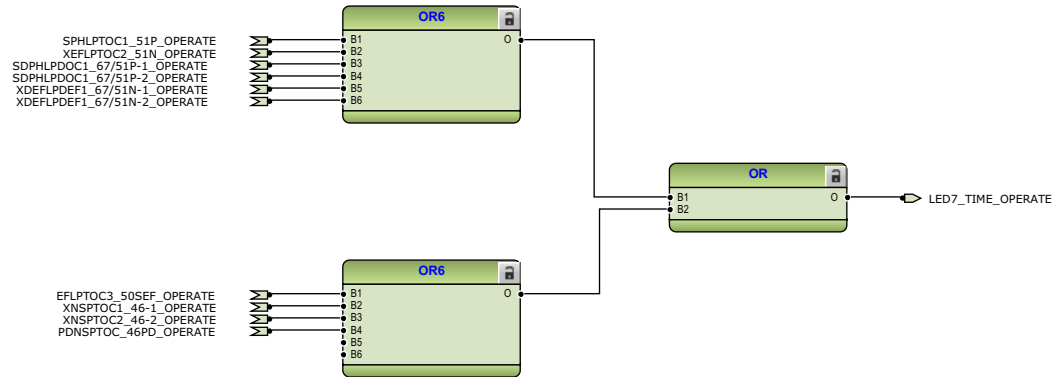 OR6
SPHLPTOC1_51P_OPERATE B1 O
XEFLPTOC2_51N_OPERATE B2
SDPHLPDOC1_67/51P-1_OPERATE B3
SDPHLPDOC1_67/51P-2_OPERATE B4
XDEFLPDEF1_67/51N-1_OPERATE B5
XDEFLPDEF1_67/51N-2_OPERATE B6
OR
B1 O LED7_TIME_OPERATE
B2
OR6
EFLPTOC3_50SEF_OPERATE B1 O
XNSPTOC1_46-1_OPERATE B2
XNSPTOC2_46-2_OPERATE B3
PDNSPTOC_46PD_OPERATE B4
B5
B6